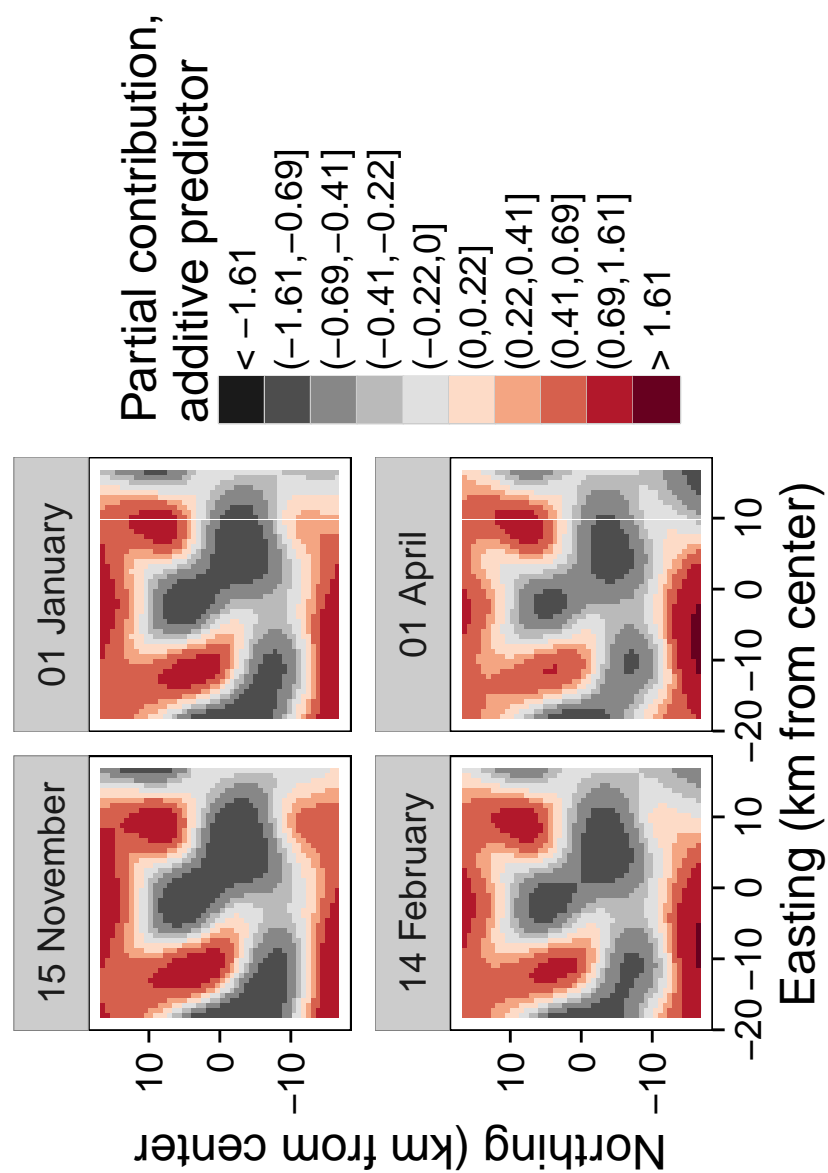 15 November
01 January
14 February
01 April
10
0
−10
10
0
−10
−20 −10 0 10
−20 −10 0 10
Easting (km from center)
Northing (km from center)
Partial contribution,
additive predictor
< −1.61
(−1.61,−0.69]
(−0.69,−0.41]
(−0.41,−0.22]
(−0.22,0]
(0,0.22]
(0.22,0.41]
(0.41,0.69]
(0.69,1.61]
> 1.61